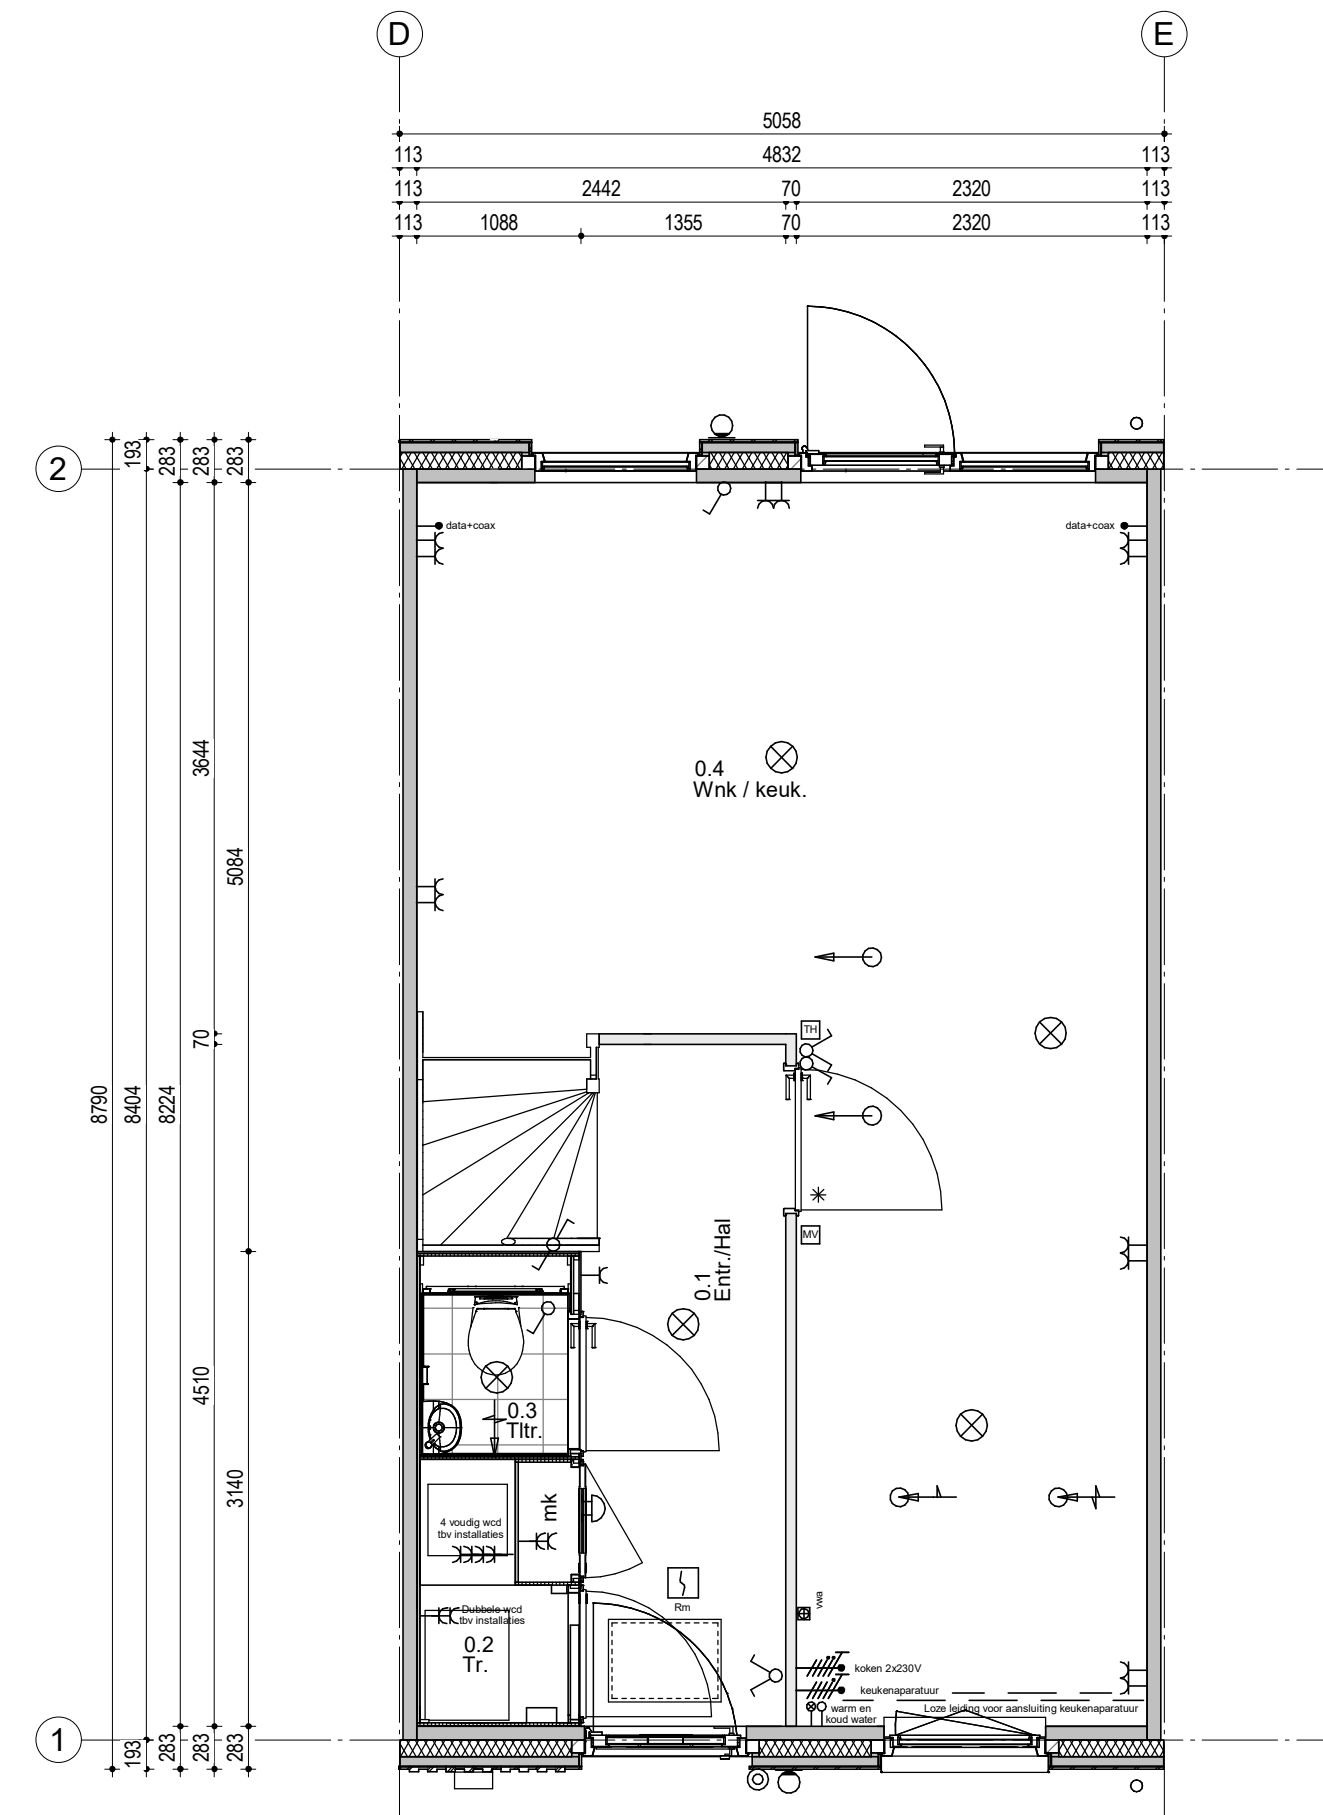 D
E
5058
113
4832
113
113
2442
70
2320
113
113
1088
1355
70
2320
113
2
193
283
283
283
data+coax
data+coax
3644
5084
0.4
Wnk / keuk.
70
TH
8790
8404
8224
MV
0.1
Entr./Hal
4510
0.3
Tltr.
3140
mk
4 voudig wcd
tbv installaties
Rm
vwa
Dubbele wcd
tbv installaties
0.2
Tr.
koken 2x230V
keukenaparatuur
warm en
koud water
Loze leiding voor aansluiting keukenaparatuur
1
193
283
283
283